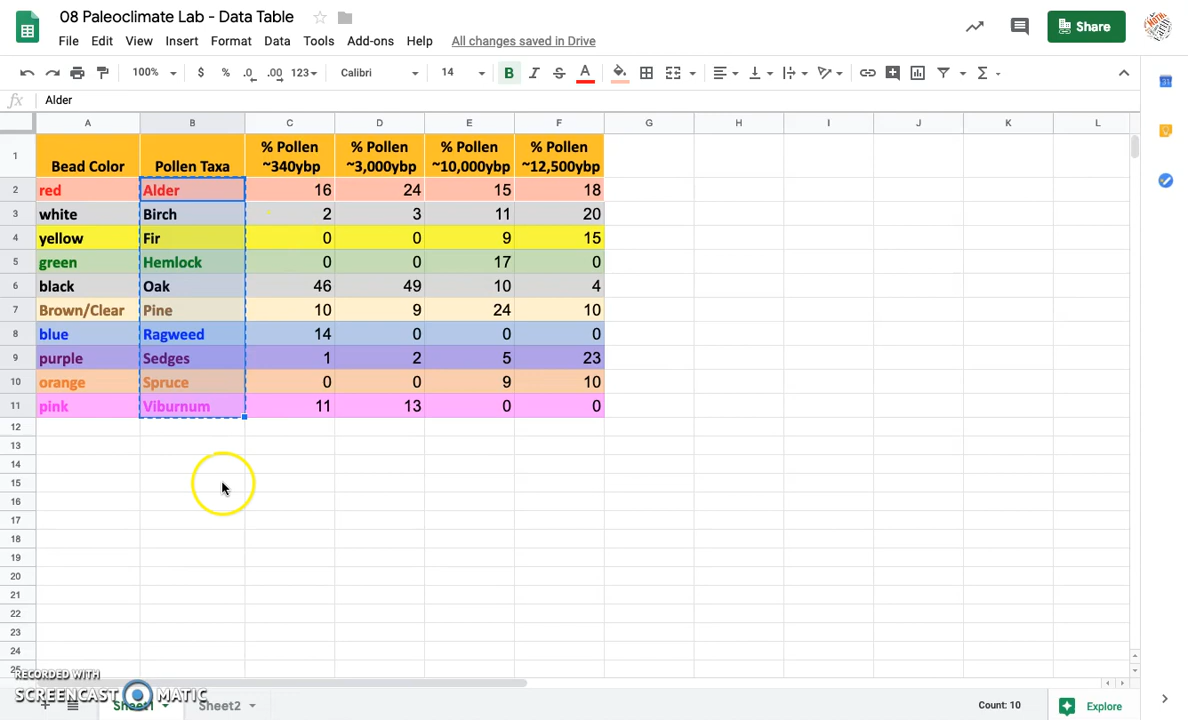 08 Paleoclimate Lab - Data Table
File Edit View Insert Format Data Tools Add-ons Help All changes saved in Drive
Share
100% $ % .0 .00 123 Calibri 14 B I S A
fx Alder
A B C D E F G H I J K L
1 Bead Color Pollen Taxa % Pollen ~340ybp % Pollen ~3,000ybp % Pollen ~10,000ybp % Pollen ~12,500ybp
2 red Alder 16 24 15 18
3 white Birch 2 3 11 20
4 yellow Fir 0 0 9 15
5 green Hemlock 0 0 17 0
6 black Oak 46 49 10 4
7 Brown/Clear Pine 10 9 24 10
8 blue Ragweed 14 0 0 0
9 purple Sedges 1 2 5 23
10 orange Spruce 0 0 9 10
11 pink Viburnum 11 13 0 0
12
13
14
15
16
17
18
19
20
21
22
23
24
25
RECORDED WITH
SCREENCAST MATIC
Sheet1 Sheet2 Count: 10 Explore